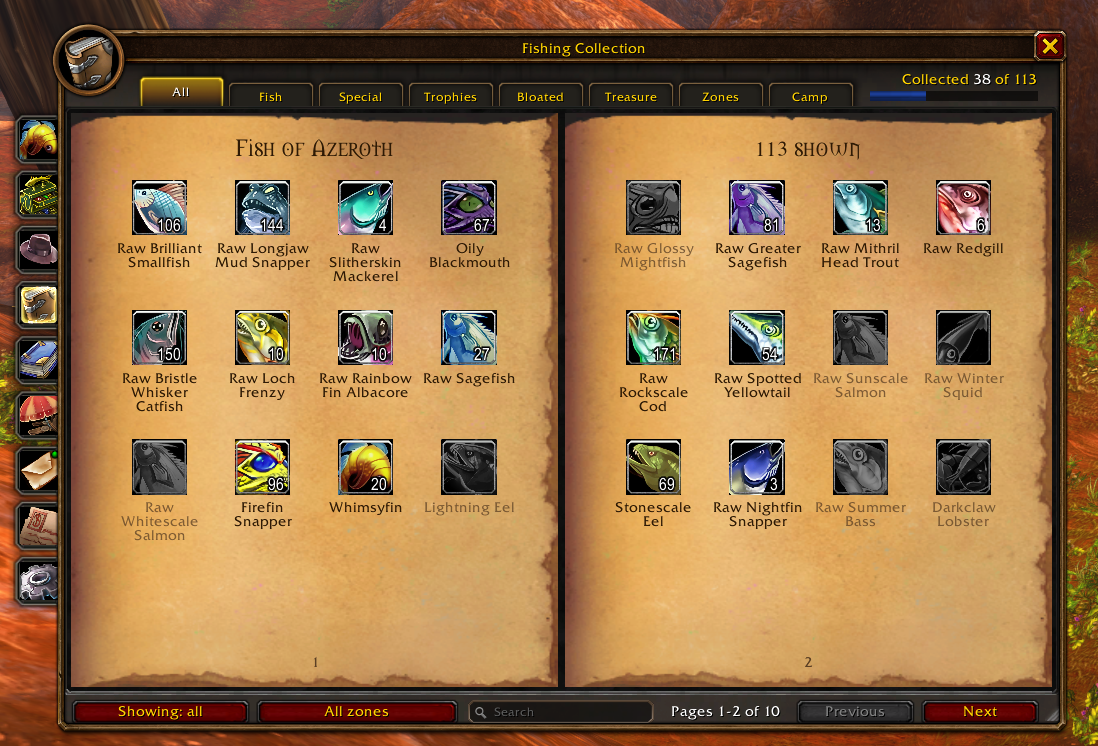 Fishing Collection
Collected 38 of 113
All
Fish
Special
Trophies
Bloated
Treasure
Zones
Camp
Fish of Azeroth
106
144
4
67
Raw Brilliant
Smallfish
Raw Longjaw
Mud Snapper
Raw
Slitherskin
Mackerel
Oily
Blackmouth
150
10
10
27
Raw Bristle
Whisker
Catfish
Raw Loch
Frenzy
Raw Rainbow
Fin Albacore
Raw Sagefish
96
20
Raw
Whitescale
Salmon
Firefin
Snapper
Whimsyfin
Lightning Eel
1
113 shown
81
13
6
Raw Glossy
Mightfish
Raw Greater
Sagefish
Raw Mithril
Head Trout
Raw Redgill
171
54
Raw
Rockscale
Cod
Raw Spotted
Yellowtail
Raw Sunscale
Salmon
Raw Winter
Squid
69
3
Stonescale
Eel
Raw Nightfin
Snapper
Raw Summer
Bass
Darkclaw
Lobster
2
Showing: all
All zones
Search
Pages 1-2 of 10
Previous
Next